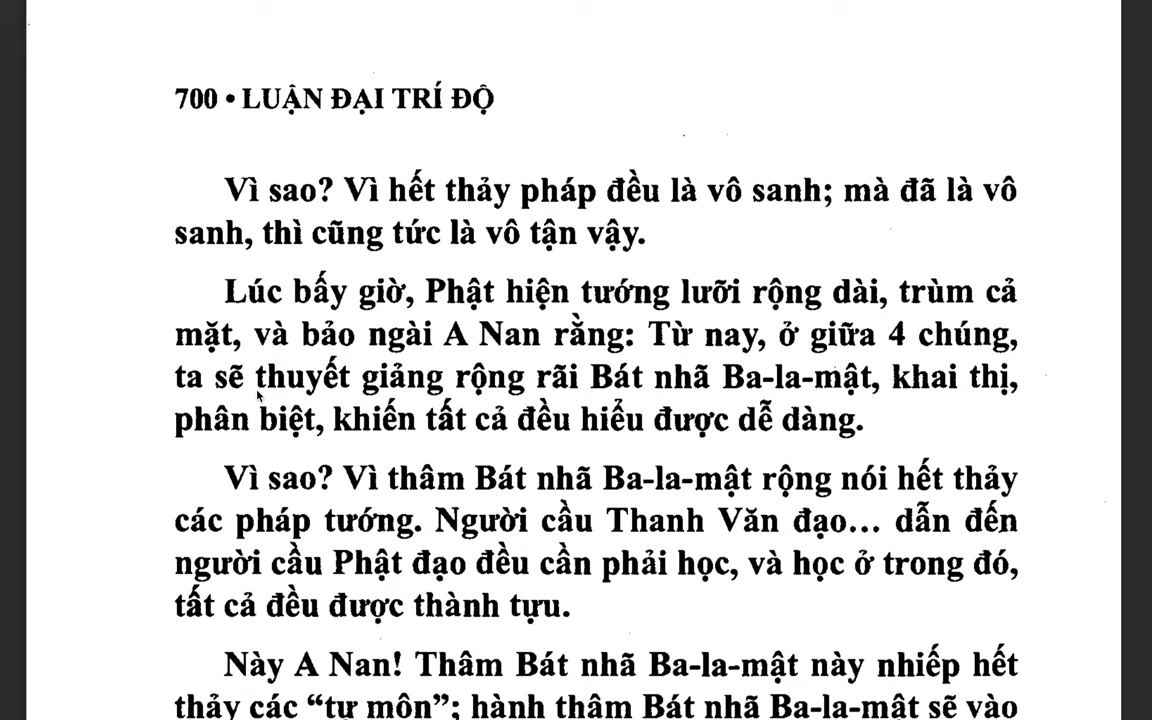 700 • LUẬN ĐẠI TRÍ ĐỘ
Vì sao? Vì hết thảy pháp đều là vô sanh; mà đã là vô
sanh, thì cũng tức là vô tận vậy.
Lúc bấy giờ, Phật hiện tướng lưỡi rộng dài, trùm cả
mặt, và bảo ngài A Nan rằng: Từ nay, ở giữa 4 chúng,
ta sẽ thuyết giảng rộng rãi Bát nhã Ba-la-mật, khai thị,
phân biệt, khiến tất cả đều hiểu được dễ dàng.
Vì sao? Vì thâm Bát nhã Ba-la-mật rộng nói hết thảy
các pháp tướng. Người cầu Thanh Văn đạo... dẫn đến
người cầu Phật đạo đều cần phải học, và học ở trong đó,
tất cả đều được thành tựu.
Này A Nan! Thâm Bát nhã Ba-la-mật này nhiếp hết
thảy các “tự môn”; hành thâm Bát nhã Ba-la-mật sẽ vào